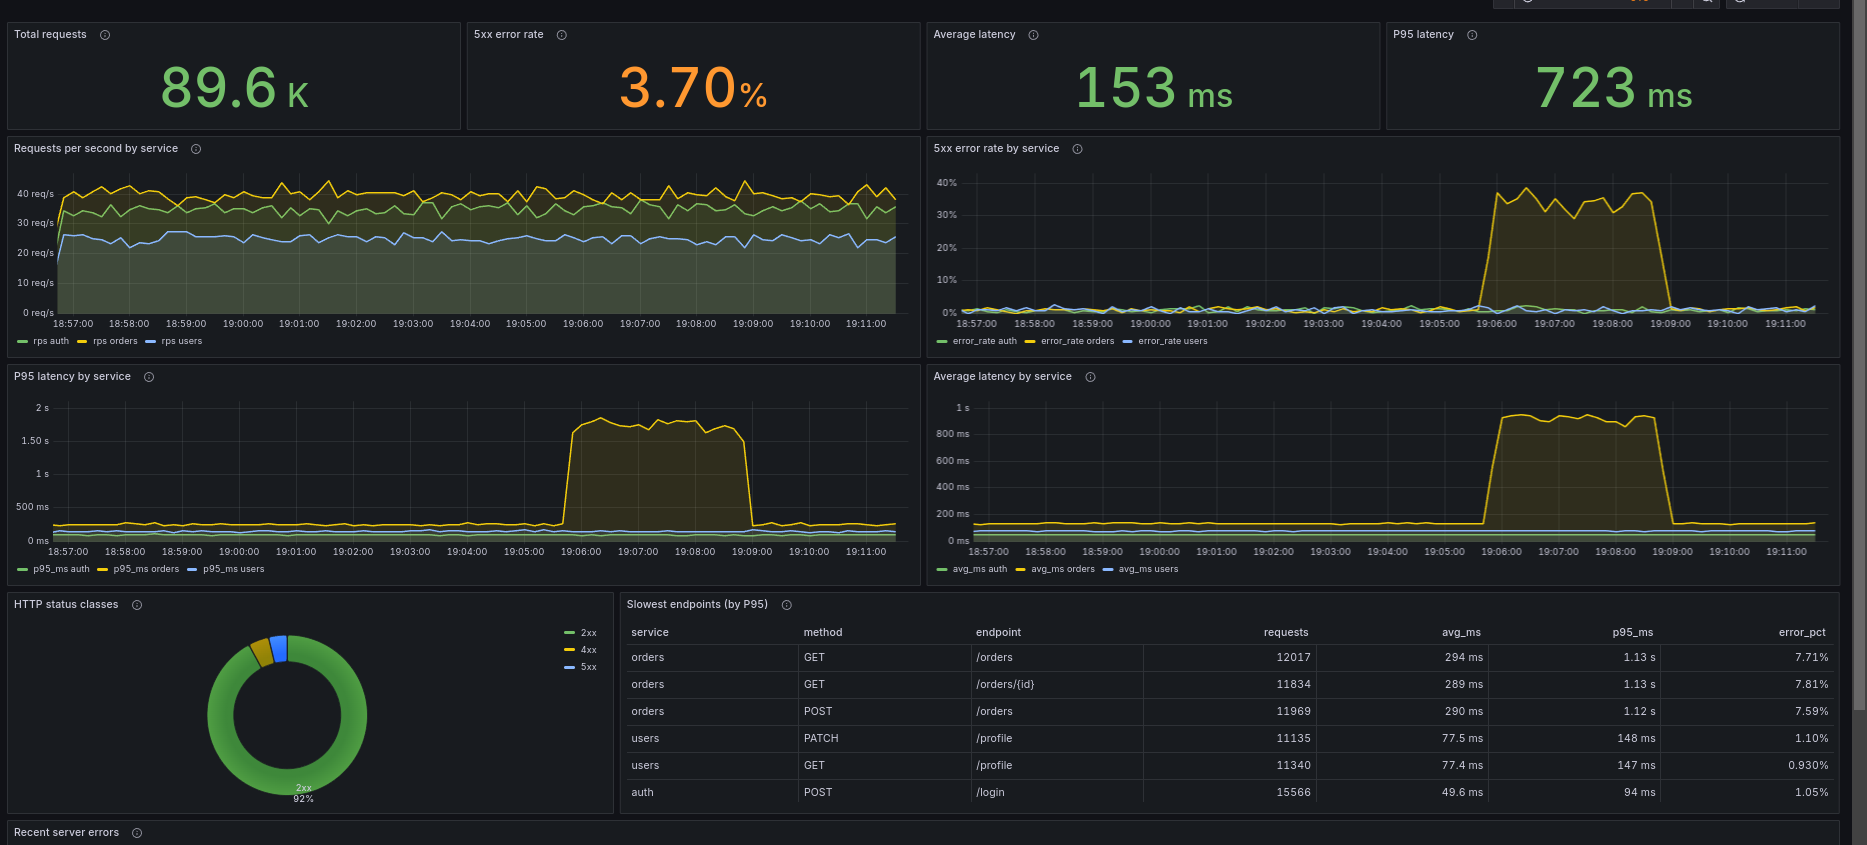 Total requests
89.6 K
5xx error rate
3.70%
Average latency
153 ms
P95 latency
723 ms
Requests per second by service
40 req/s
30 req/s
20 req/s
10 req/s
0 req/s
18:57:00 18:58:00 18:59:00 19:00:00 19:01:00 19:02:00 19:03:00 19:04:00 19:05:00 19:06:00 19:07:00 19:08:00 19:09:00 19:10:00 19:11:00
rps auth rps orders rps users
5xx error rate by service
40%
30%
20%
10%
0%
18:57:00 18:58:00 18:59:00 19:00:00 19:01:00 19:02:00 19:03:00 19:04:00 19:05:00 19:06:00 19:07:00 19:08:00 19:09:00 19:10:00 19:11:00
error_rate auth error_rate orders error_rate users
P95 latency by service
2 s
1.50 s
1 s
500 ms
0 ms
18:57:00 18:58:00 18:59:00 19:00:00 19:01:00 19:02:00 19:03:00 19:04:00 19:05:00 19:06:00 19:07:00 19:08:00 19:09:00 19:10:00 19:11:00
p95_ms auth p95_ms orders p95_ms users
Average latency by service
1 s
800 ms
600 ms
400 ms
200 ms
0 ms
18:57:00 18:58:00 18:59:00 19:00:00 19:01:00 19:02:00 19:03:00 19:04:00 19:05:00 19:06:00 19:07:00 19:08:00 19:09:00 19:10:00 19:11:00
avg_ms auth avg_ms orders avg_ms users
HTTP status classes
2xx
4xx
5xx
2xx
92%
Slowest endpoints (by P95)
service method endpoint requests avg_ms p95_ms error_pct
orders GET /orders 12017 294 ms 1.13 s 7.71%
orders GET /orders/{id} 11834 289 ms 1.13 s 7.81%
orders POST /orders 11969 290 ms 1.12 s 7.59%
users PATCH /profile 11135 77.5 ms 148 ms 1.10%
users GET /profile 11340 77.4 ms 147 ms 0.930%
auth POST /login 15566 49.6 ms 94 ms 1.05%
Recent server errors